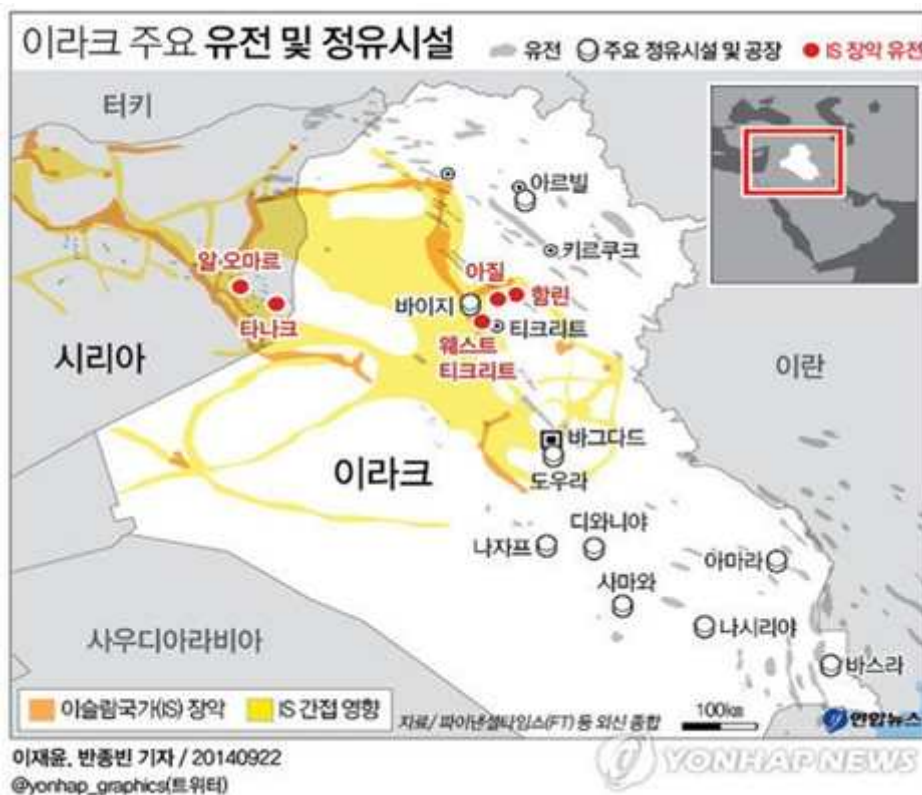 이라크 주요 유전 및 정유시설
유전 주요 정유시설 및 공장 IS 장악 유전
터키
아르빌
키르쿠크
알 오마르
아질
함린
바이지
타나크
티크리트
시리아
웨스트
티크리트
이란
바그다드
이라크
도우라
디와니야
나자프
아마라
사마와
나시리야
사우디아라비아
바스라
이슬람국가(IS) 장악 IS 간접 영향
자료/ 파이낸셜타임스(FT) 등 외신 종합
100㎞
연합뉴스
이재윤, 반종빈 기자 / 20140922
YONHAP NEWS
@yonhap_graphics(트위터)